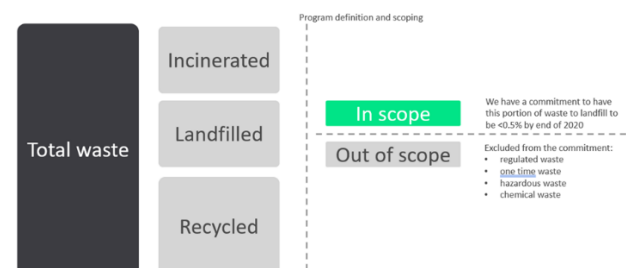 Program definition and scoping
Total waste
Incinerated
Landfilled
Recycled
In scope
We have a commitment to have
this portion of waste to landfill to
be <0.5% by end of 2020
Out of scope
Excluded from the commitment:
• regulated waste
• one time waste
• hazardous waste
• chemical waste